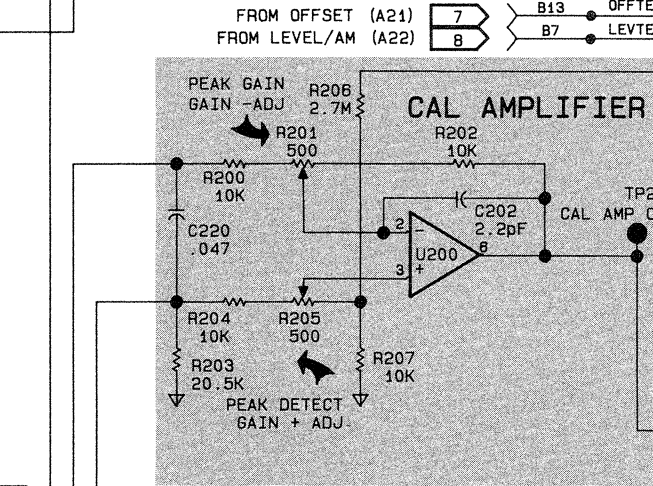 FROM OFFSET (A21) 7 B13 OFFTE
FROM LEVEL/AM (A22) 8 B7 LEVTE
PEAK GAIN
GAIN -ADJ
R206
2.7M
CAL AMPLIFIER
R201
500
R202
10K
R200
10K
C220
.047
C202
2.2pF
TP2
CAL AMP O
2
-
U200
6
3
+
R204
10K
R205
500
R203
20.5K
R207
10K
PEAK DETECT
GAIN + ADJ